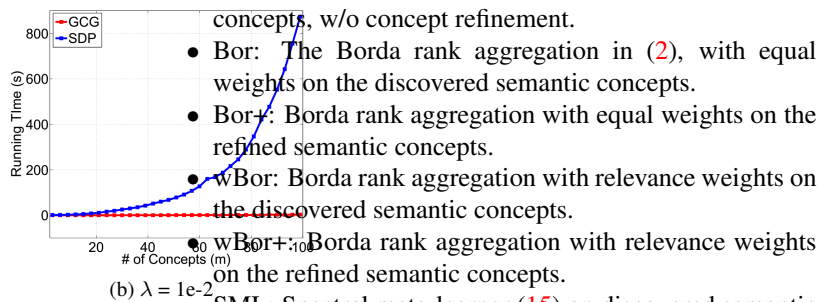 GCG
SDP
800
600
400
200
0
Running Time (s)
20
40
60
80
100
# of Concepts (m)
(b) λ = 1e-2
concepts, w/o concept refinement.
• Bor: The Borda rank aggregation in (2), with equal
weights on the discovered semantic concepts.
• Bor+: Borda rank aggregation with equal weights on the
refined semantic concepts.
• wBor: Borda rank aggregation with relevance weights on
the discovered semantic concepts.
• wBor+: Borda rank aggregation with relevance weights
on the refined semantic concepts.
(15) on discovered semantic